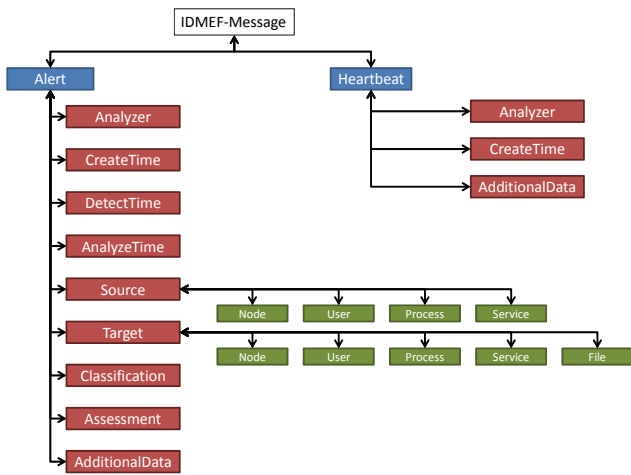 IDMEF-Message
Alert
Heartbeat
Analyzer
CreateTime
DetectTime
AnalyzeTime
Source
Node
User
Process
Service
Target
Node
User
Process
Service
File
Classification
Assessment
AdditionalData
Analyzer
CreateTime
AdditionalData